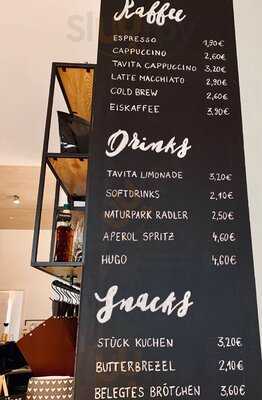 Kaffee
ESPRESSO 1,90€
CAPPUCCINO 2,60€
TAVITA CAPPUCCINO 3,20€
LATTE MACCHIATO 2,90€
COLD BREW 2,60€
EISKAFFEE 3,90€
Drinks
TAVITA LIMONADE 3,20€
SOFTDRINKS 2,10€
NATURPARK RADLER 2,50€
APEROL SPRITZ 4,60€
HUGO 4,60€
Snacks
STÜCK KUCHEN 3,20€
BUTTERBREZEL 2,10€
BELEGTES BRÖTCHEN 3,60€